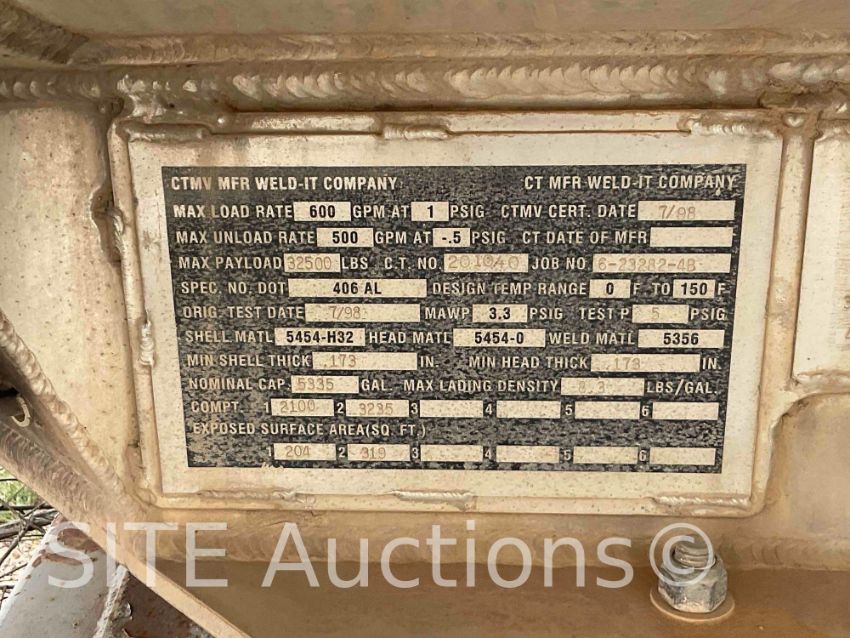 CTMV MFR WELD-IT COMPANY CT MFR WELD-IT COMPANY
MAX LOAD RATE 600 GPM AT 1 PSIG CTMV CERT. DATE 7/98
MAX UNLOAD RATE 500 GPM AT -.5 PSIG CT DATE OF MFR
MAX PAYLOAD 32500 LBS C.T. NO. 201040 JOB NO 6-23282-4B
SPEC. NO. DOT 406 AL DESIGN TEMP RANGE 0 F TO 150 F
ORIG. TEST DATE 7/98 MAWP 3.3 PSIG TEST P 5 PSIG
SHELL MATL 5454-H32 HEAD MATL 5454-0 WELD MATL 5356
MIN SHELL THICK .173 IN. MIN HEAD THICK .173 IN.
NOMINAL CAP. 5335 GAL. MAX LADING DENSITY LBS/GAL.
COMPT. 1 2100 2 3235 3 4 5 6
EXPOSED SURFACE AREA(SQ. FT.)
1 204 2 319 3 4 5 6
SITE Auctions©